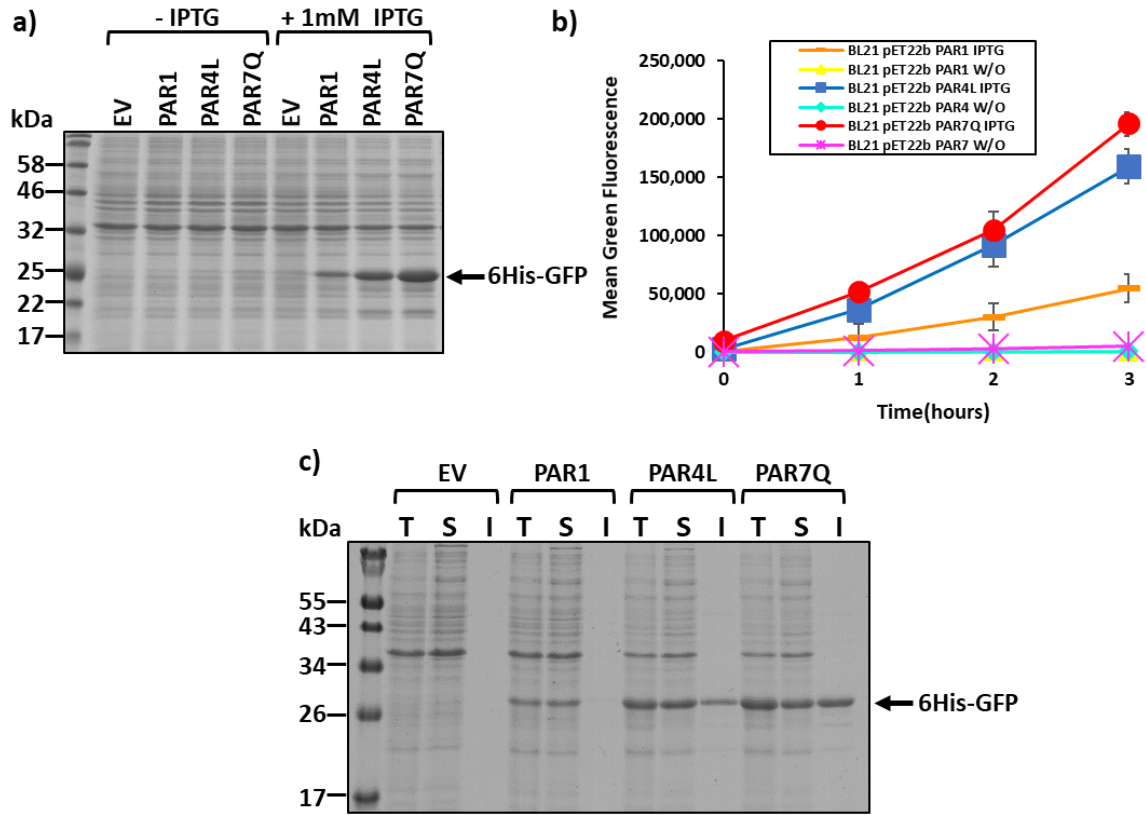 a)
- IPTG
+ 1mM IPTG
kDa
EV
PAR1
PAR4L
PAR7Q
EV
PAR1
PAR4L
PAR7Q
58
46
32
25
22
17
6His-GFP
b)
BL21 pET22b PAR1 IPTG
BL21 pET22b PAR1 W/O
BL21 pET22b PAR4L IPTG
BL21 pET22b PAR4 W/O
BL21 pET22b PAR7Q IPTG
BL21 pET22b PAR7 W/O
Mean Green Fluorescence
250,000
200,000
150,000
100,000
50,000
0
0 1 2 3
Time(hours)
c)
EV PAR1 PAR4L PAR7Q
kDa T S I T S I T S I T S I
55
43
34
26
17
6His-GFP